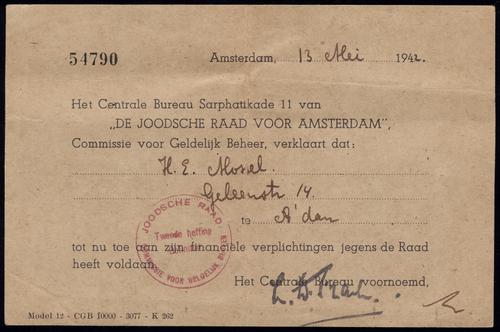 54790
Amsterdam, 13 Mei 1942.
Het Centrale Bureau Sarphatikade 11 van
„DE JOODSCHE RAAD VOOR AMSTERDAM",
Commissie voor Geldelijk Beheer, verklaart dat:
H. E. Mosel.
Geleenstr 14.
te A'dam
JOODSCHE RAAD
Tweede heffing
COMMISSIE VOOR GELDELIJK BEHEER
tot nu toe aan zijn financiële verplichtingen jegens de Raad
heeft voldaan.
Het Centrale Bureau voornoemd,
Model 12 - CGB 10000 - 3077 - K 262